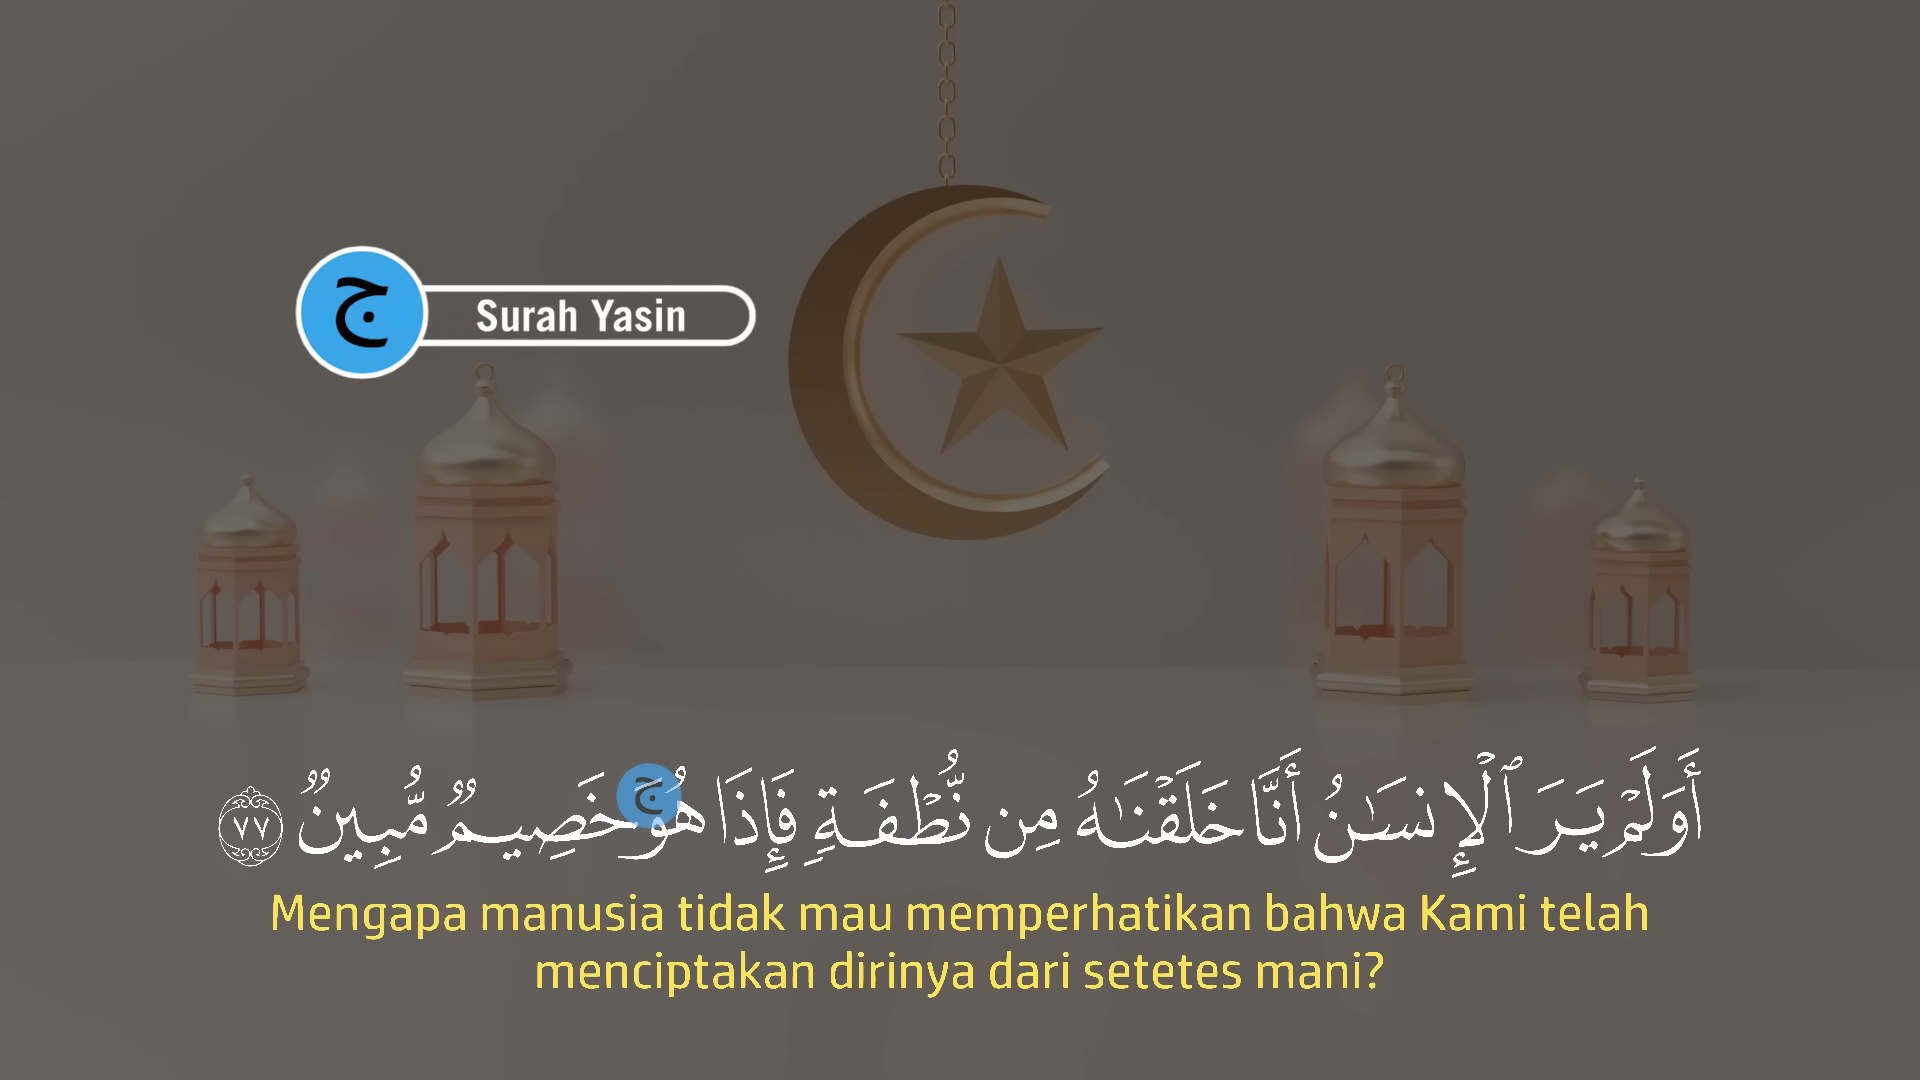 ج
Surah Yasin
أَوَلَمْ يَرَ ٱلْإِنسَـٰنُ أَنَّا خَلَقْنَـٰهُ مِن نُّطْفَةٍ فَإِذَا هُوَ خَصِيمٌ مُّبِينٌ ٧٧
ج
Mengapa manusia tidak mau memperhatikan bahwa Kami telah
menciptakan dirinya dari setetes mani?